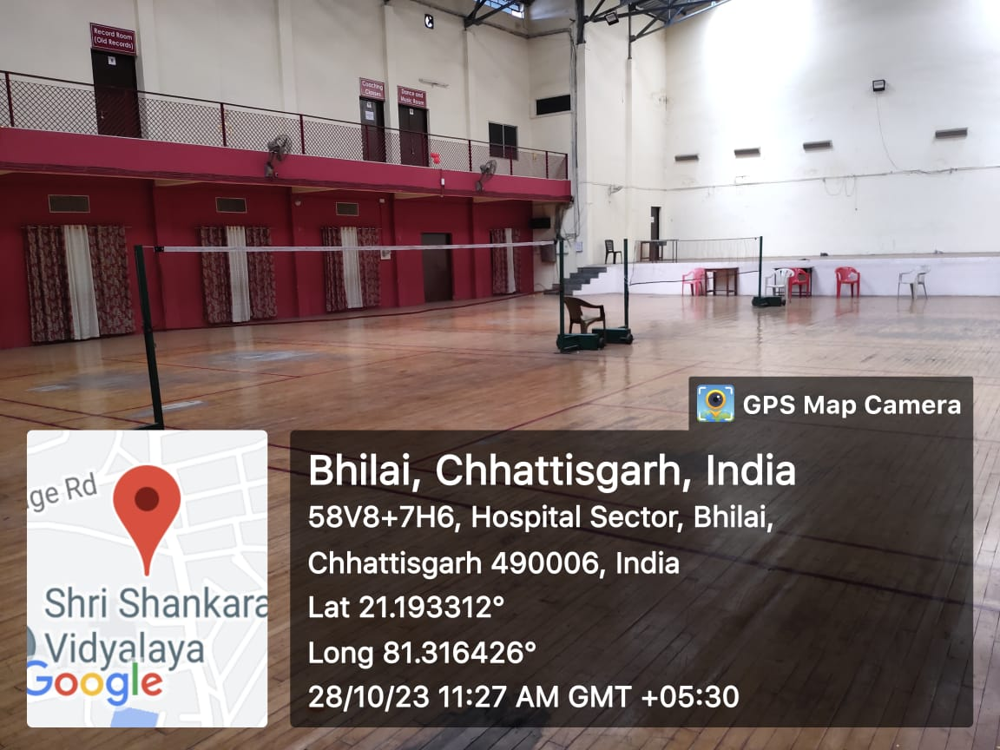 Record Room
(Old Records)
Coaching
Classes
Dance and
Music Room
GPS Map Camera
Bhilai, Chhattisgarh, India
58V8+7H6, Hospital Sector, Bhilai,
Chhattisgarh 490006, India
Lat 21.193312°
Long 81.316426°
28/10/23 11:27 AM GMT +05:30
ge Rd
Shri Shankara
Vidyalaya
Google